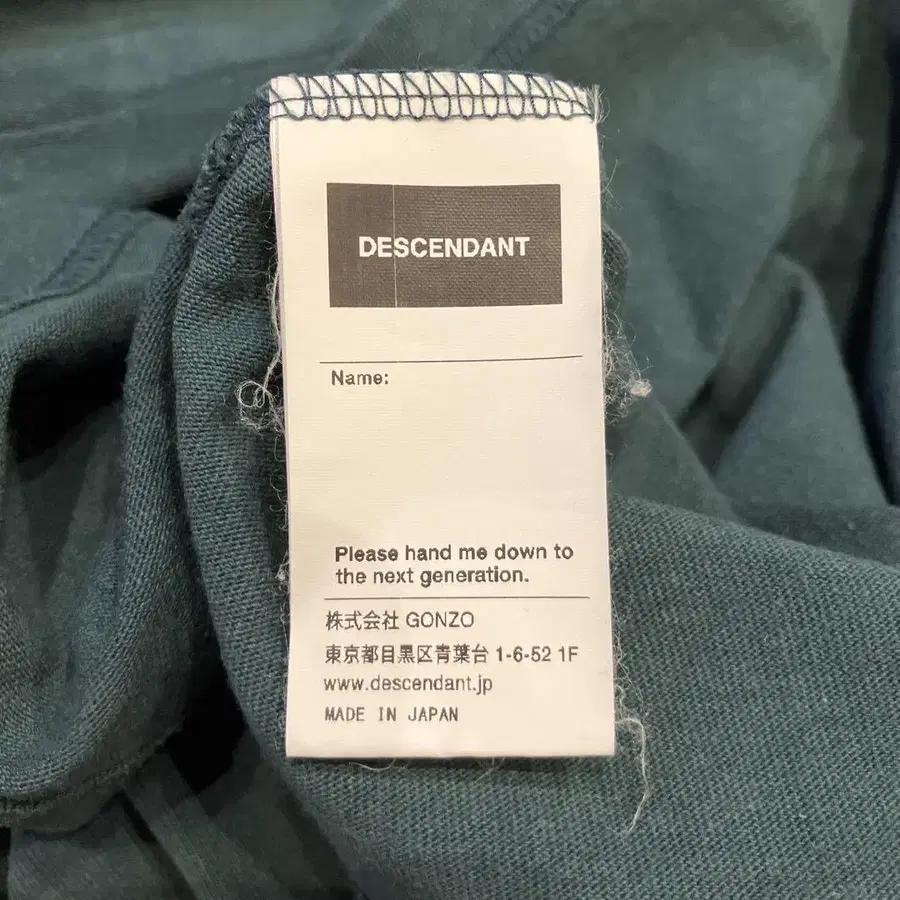 DESCENDANT
Name:
Please hand me down to
the next generation.
株式会社 GONZO
東京都目黒区青葉台 1-6-52 1F
www.descendant.jp
MADE IN JAPAN